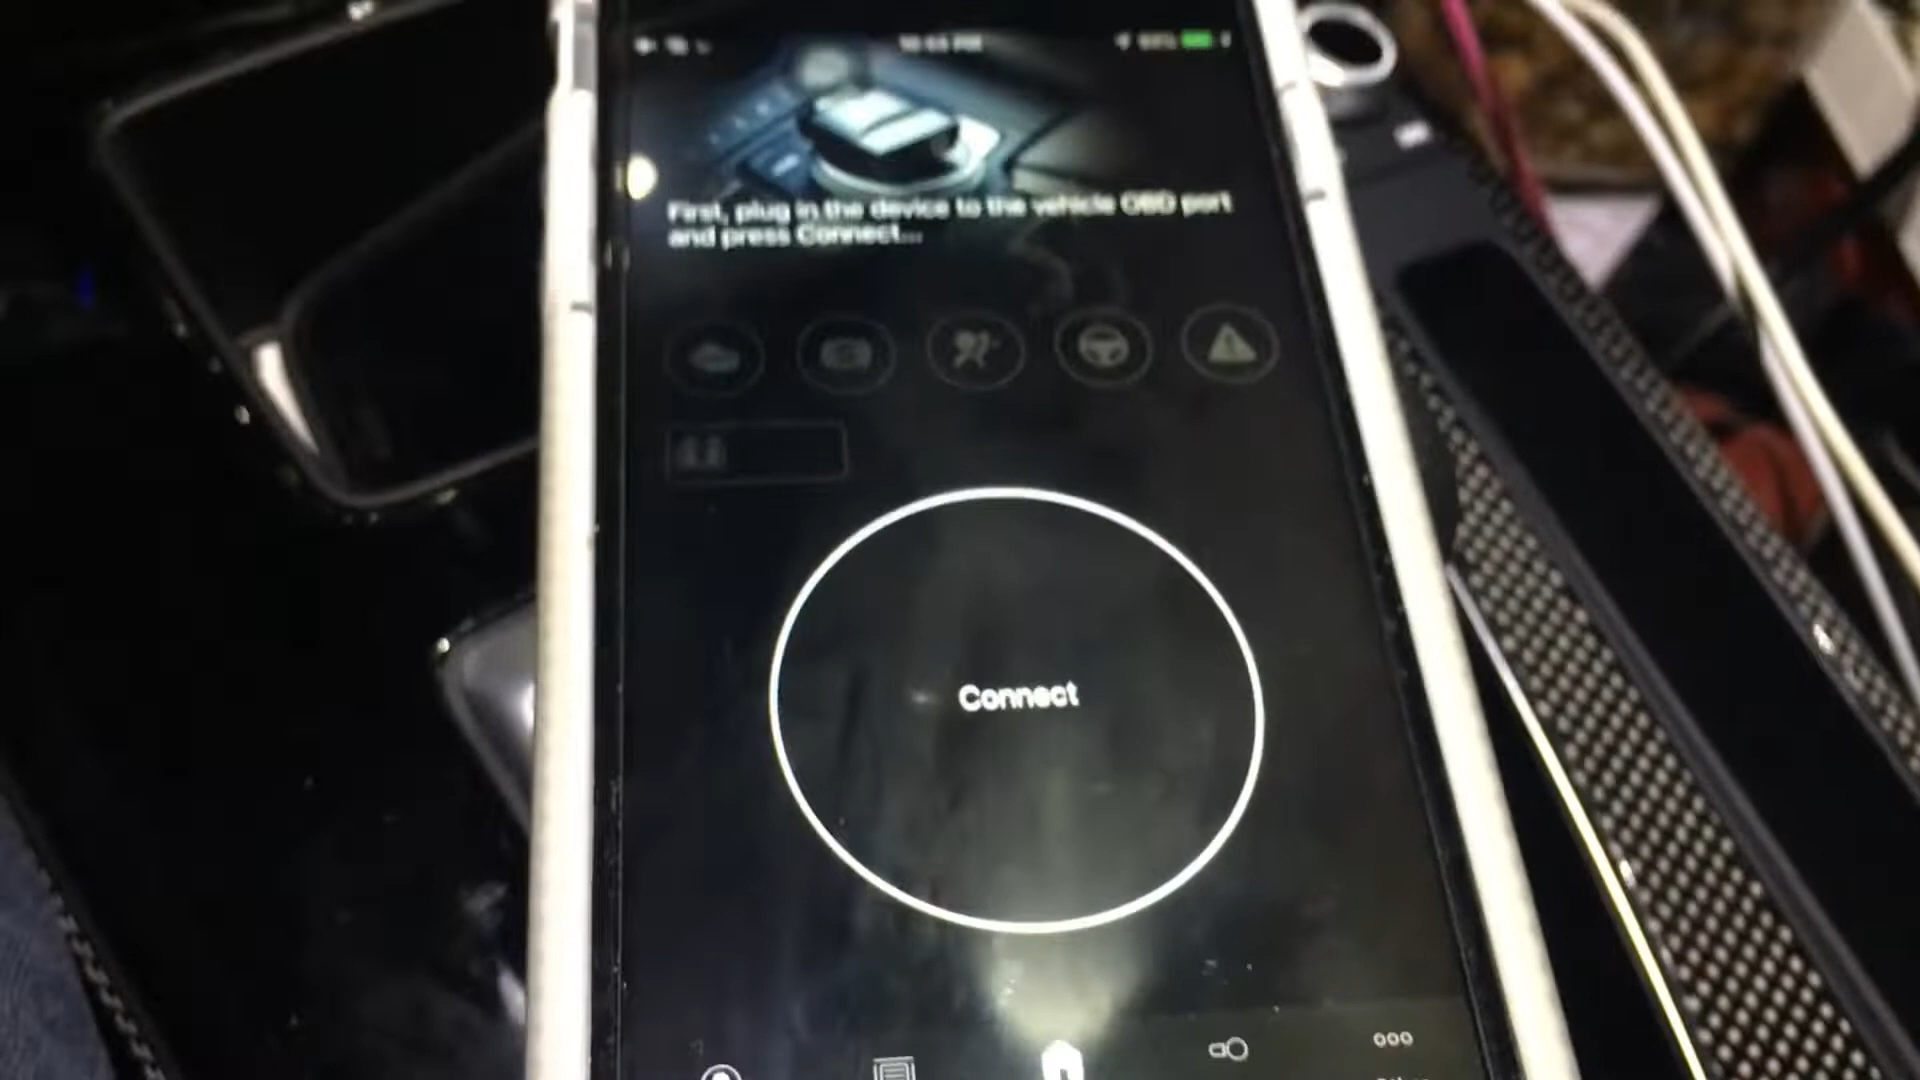 First, plug in the device to the vehicle OBD port
and press Connect...
Connect